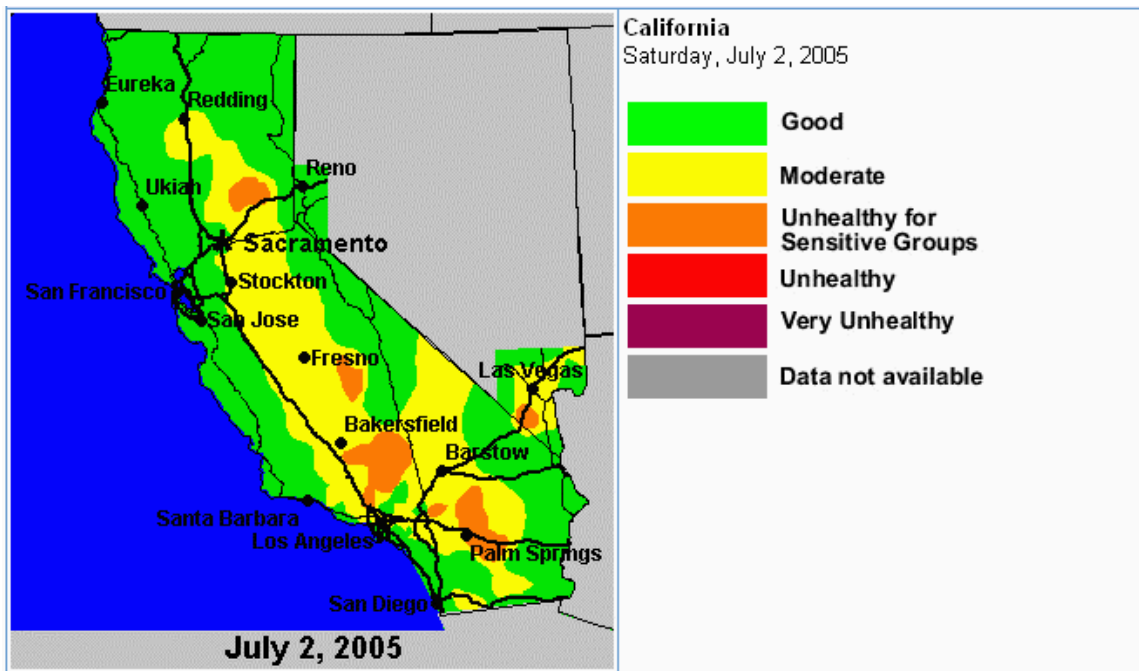 Eureka
Redding
Reno
Ukiah
Sacramento
Stockton
San Francisco
San Jose
Fresno
Las Vegas
Bakersfield
Barstow
Santa Barbara
Los Angeles
Palm Springs
San Diego
July 2, 2005
California
Saturday, July 2, 2005
Good
Moderate
Unhealthy for
Sensitive Groups
Unhealthy
Very Unhealthy
Data not available